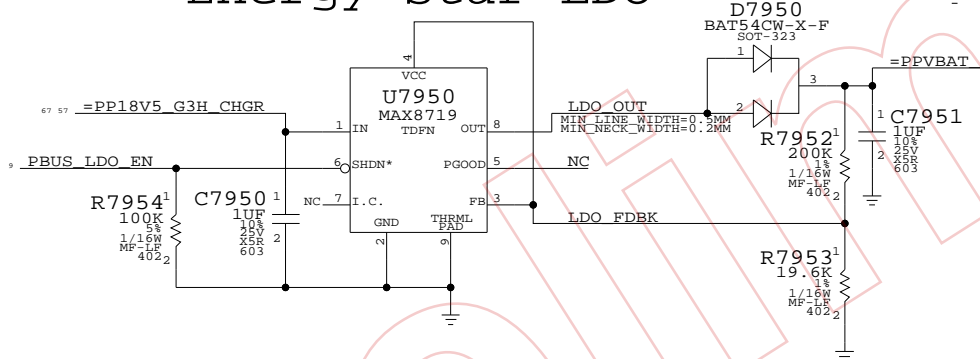 Energy Star LDO
D7950
BAT54CW-X-F
SOT-323
1
3
2
=PPVBAT_
4
VCC
U7950
MAX8719
TDFN
67 57 =PP18V5_G3H_CHGR
1 IN
OUT 8
LDO_OUT
MIN_LINE_WIDTH=0.5MM
MIN_NECK_WIDTH=0.2MM
9 PBUS_LDO_EN
6 SHDN*
PGOOD 5
NC
NC 7 I.C.
FB 3
LDO_FDBK
GND
THRML
PAD
2
9
R7954
100K
5%
1/16W
MF-LF
402
1
2
C7950
1UF
10%
25V
X5R
603
1
2
R7952
200K
1%
1/16W
MF-LF
402
1
2
C7951
1UF
10%
25V
X5R
603
1
2
R7953
19.6K
1%
1/16W
MF-LF
402
1
2